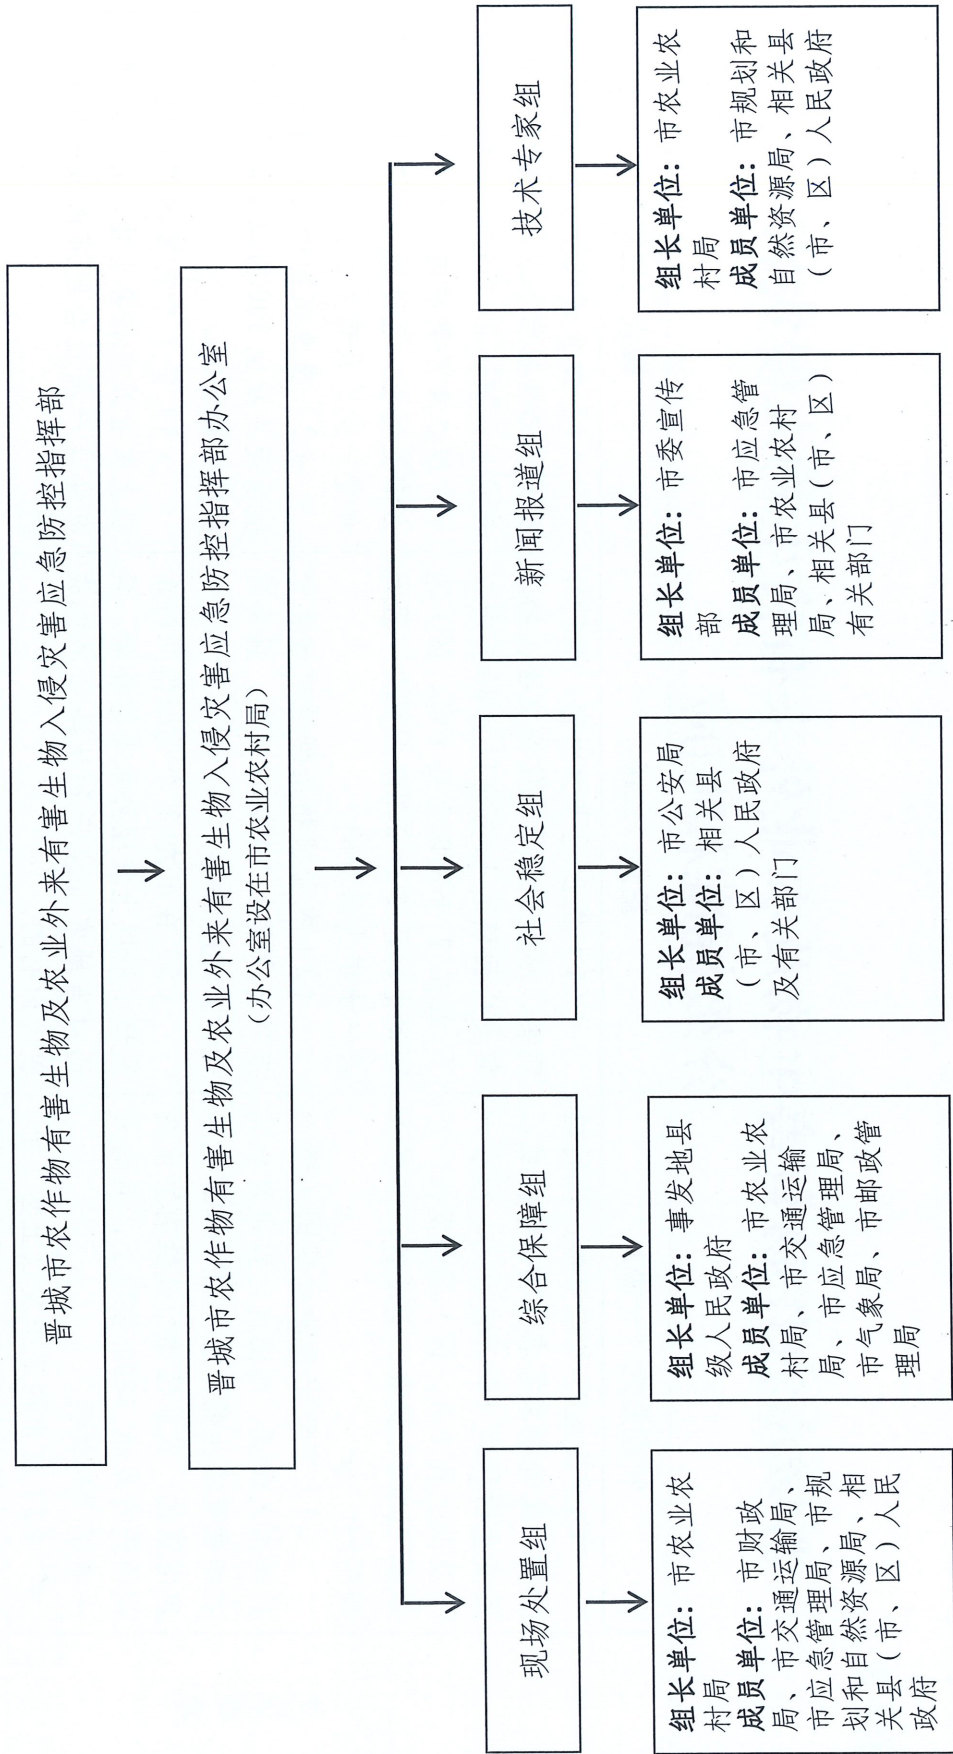 晋城市农作物有害生物及农业外来有害生物入侵灾害应急防控指挥部
晋城市农作物有害生物及农业外来有害生物入侵灾害应急防控指挥部办公室
（办公室设在市农业农村局）
现场处置组
组长单位：市农业农
村局
成员单位：市财政
局、市交通运输局、
市应急管理局、市规
划和自然资源局、相
关县（市、区）人民
政府
综合保障组
组长单位：事发地县
级人民政府
成员单位：市农业农
村局、市交通运输
局、市应急管理局、
市气象局、市邮政管
理局
社会稳定组
组长单位：市公安局
成员单位：相关县
（市、区）人民政府
及有关部门
新闻报道组
组长单位：市委宣传
部
成员单位：市应急管
理局、市农业农村
局、相关县（市、区）
有关部门
技术专家组
组长单位：市农业农
村局
成员单位：市规划和
自然资源局、相关县
（市、区）人民政府